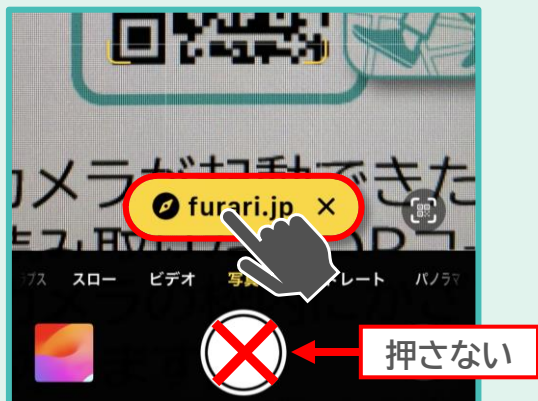 カメラが起動できた
furari.jp ×
スロー ビデオ 写真 パノラマ
押さない